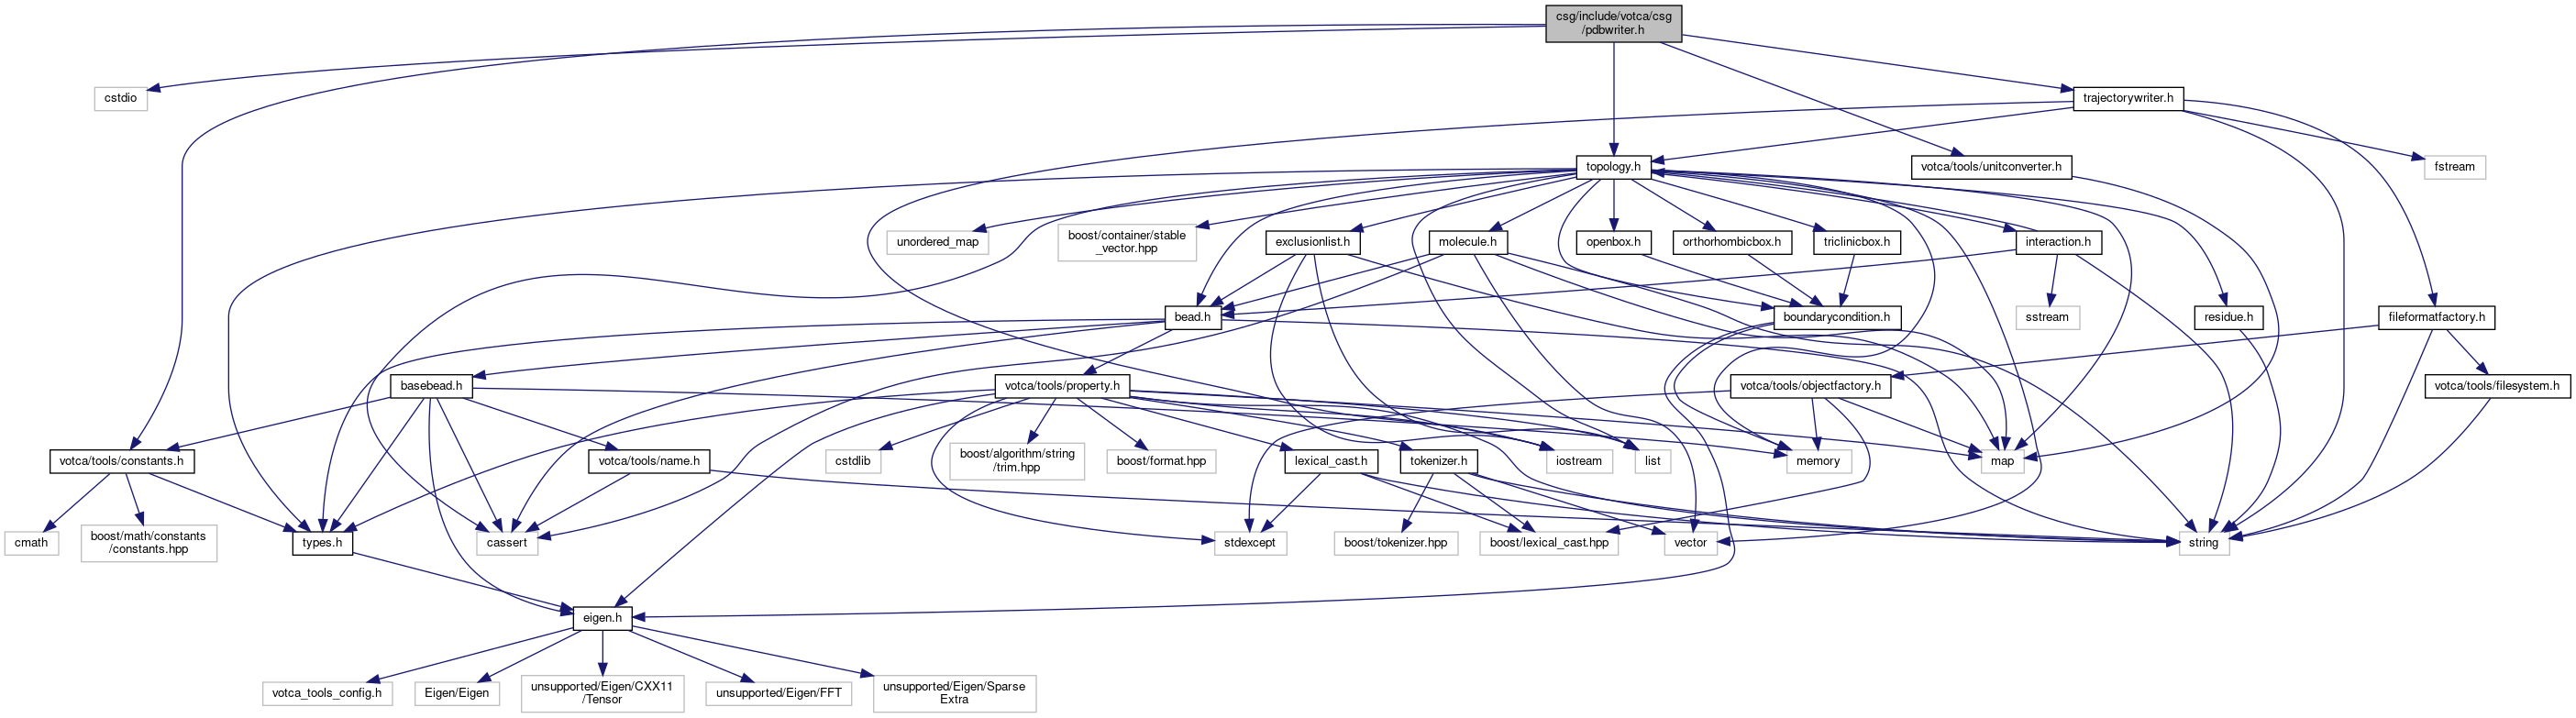 csg/include/votca/csg
/pdbwriter.h
cstdio
trajectorywriter.h
topology.h
votca/tools/unitconverter.h
fstream
unordered_map
boost/container/stable
_vector.hpp
exclusionlist.h
molecule.h
openbox.h
orthorhombicbox.h
triclinicbox.h
interaction.h
bead.h
boundarycondition.h
sstream
residue.h
fileformatfactory.h
basebead.h
votca/tools/property.h
votca/tools/objectfactory.h
votca/tools/filesystem.h
votca/tools/constants.h
votca/tools/name.h
cstdlib
boost/algorithm/string
/trim.hpp
boost/format.hpp
lexical_cast.h
tokenizer.h
iostream
list
memory
map
cmath
boost/math/constants
/constants.hpp
types.h
cassert
stdexcept
boost/tokenizer.hpp
boost/lexical_cast.hpp
vector
string
eigen.h
votca_tools_config.h
Eigen/Eigen
unsupported/Eigen/CXX11
/Tensor
unsupported/Eigen/FFT
unsupported/Eigen/Sparse
Extra